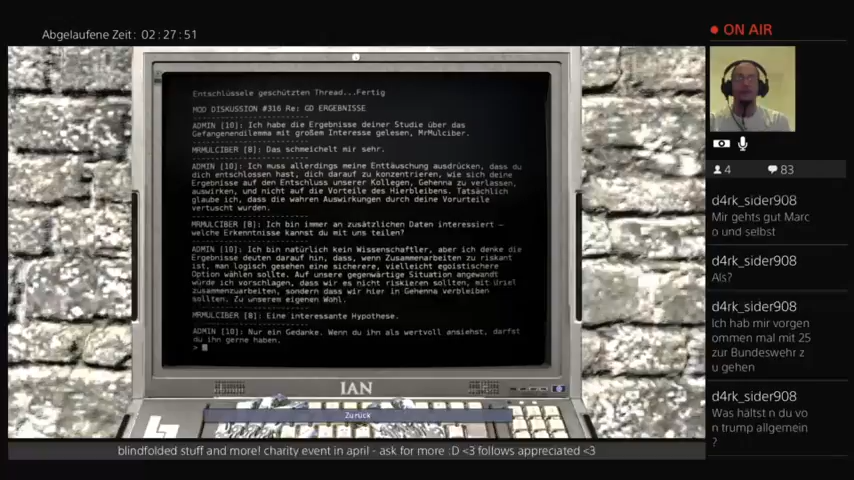 Abgelaufene Zeit: 02:27:51
ON AIR
Entschlüssele geschützten Thread...Fertig
MOD DISKUSSION #316 Re: GD ERGEBNISSE
ADMIN [10]: Ich habe die Ergebnisse deiner Studie über das
Gefangenendilemma mit großem Interesse gelesen, MrMulciber.
MRMULCIBER [8]: Das schmeichelt mir sehr.
ADMIN [10]: Ich muss allerdings meine Enttäuschung ausdrücken, dass du
dich entschlossen hast, dich darauf zu konzentrieren, wie sich deine
Ergebnisse auf den Entschluss unserer Kollegen, Gehenna zu verlassen,
auswirken, und nicht auf die Vorteile des Hierbleibens. Tatsächlich
glaube ich, dass die wahren Auswirkungen durch deine Vorurteile
vertuscht wurden.
MRMULCIBER [8]: Ich bin immer an zusätzlichen Daten interessiert –
welche Erkenntnisse kannst du mit uns teilen?
ADMIN [10]: Ich bin natürlich kein Wissenschaftler, aber ich denke die
Ergebnisse deuten darauf hin, dass, wenn Zusammenarbeiten zu riskant
ist, man logisch gesehen eine sicherere, vielleicht egoistischere
Option wählen sollte. Auf unsere gegenwärtige Situation angewandt
würde ich vorschlagen, dass wir es nicht riskieren sollten, mit Uriel
zusammenzuarbeiten, sondern dass wir hier in Gehenna verbleiben
sollten. Zu unserem eigenen Wohl.
MRMULCIBER [8]: Eine interessante Hypothese.
ADMIN [10]: Nur ein Gedanke. Wenn du ihn als wertvoll ansiehst, darfst
du ihn gerne haben.
>
IAN
Zurück
4
83
d4rk_sider908
Mir gehts gut Marc
o und selbst
d4rk_sider908
Als?
d4rk_sider908
Ich hab mir vorgen
ommen mal mit 25
zur Bundeswehr z
u gehen
d4rk_sider908
Was hältst n du vo
n trump allgemein
?
blindfolded stuff and more! charity event in april - ask for more :D <3 follows appreciated <3